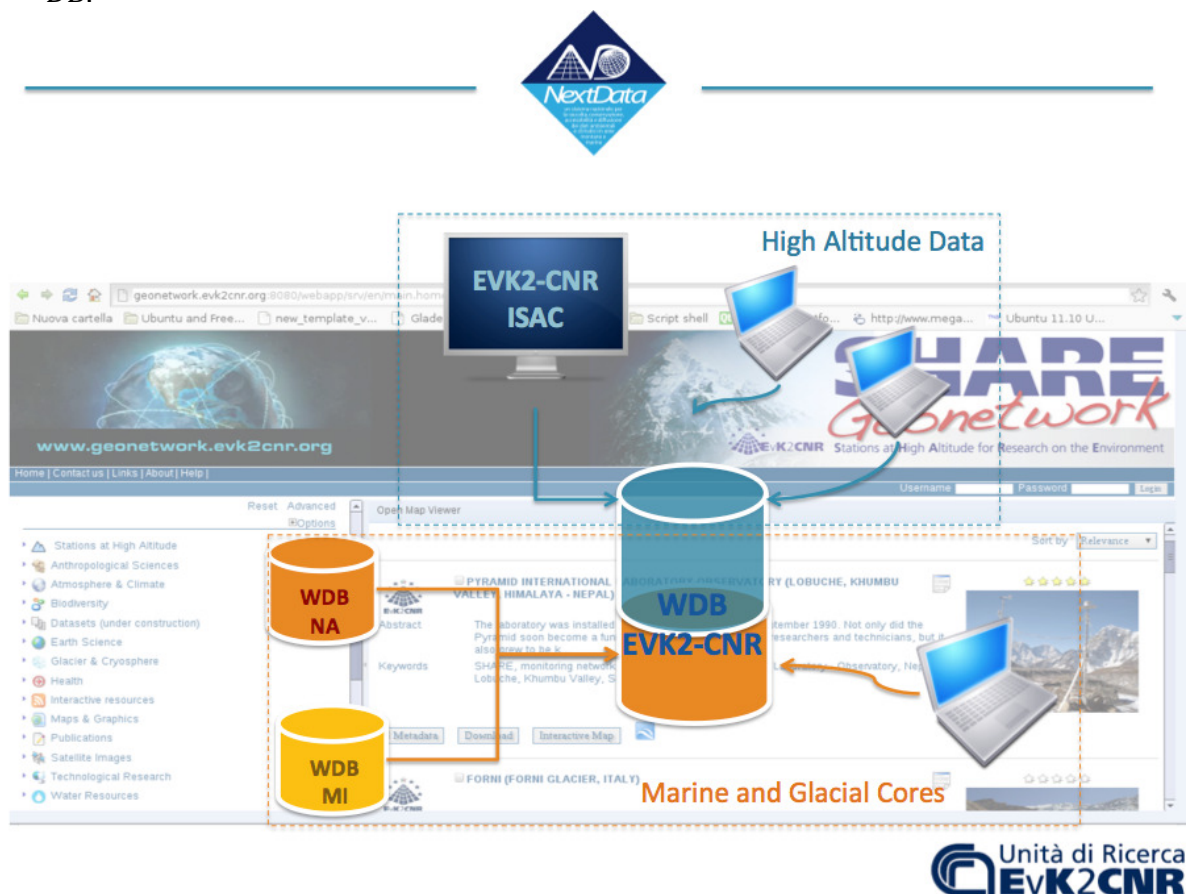 DB.
NextData
High Altitude Data
EVK2-CNR
ISAC
geonetwork.evk2cnr.org:8080/webapp/srv/en/main.home
Nuova cartella
Ubuntu and Free...
new_template_v...
Glade
Script shell
http://www.mega...
Ubuntu 11.10 U...
SHARE
Geonetwork
www.geonetwork.evk2cnr.org
EvK2CNR
Stations at High Altitude for Research on the Environment
Home | Contact us | Links | About | Help |
Username
Password
Login
Reset
Advanced
Options
Open Map Viewer
Sort by
Relevance
Stations at High Altitude
Anthropological Sciences
Atmosphere & Climate
Biodiversity
Datasets (under construction)
Earth Science
Glacier & Cryosphere
Health
Interactive resources
Maps & Graphics
Publications
Satellite Images
Technological Research
Water Resources
WDB
NA
WDB
MI
WDB
EVK2-CNR
PYRAMID INTERNATIONAL LABORATORY OBSERVATORY (LOBUCHE, KHUMBU
VALLEY, HIMALAYA - NEPAL)
EvK2CNR
Abstract
The laboratory was installed
tember 1990. Not only did the
Pyramid soon become a
researchers and technicians, but it
also grew to be
Keywords
SHARE, monitoring
Observatory,
Lobuche, Khumbu Valley,
Metadata
Download
Interactive Map
FORNI (FORNI GLACIER, ITALY)
Marine and Glacial Cores
Unità di Ricerca
EvK2CNR